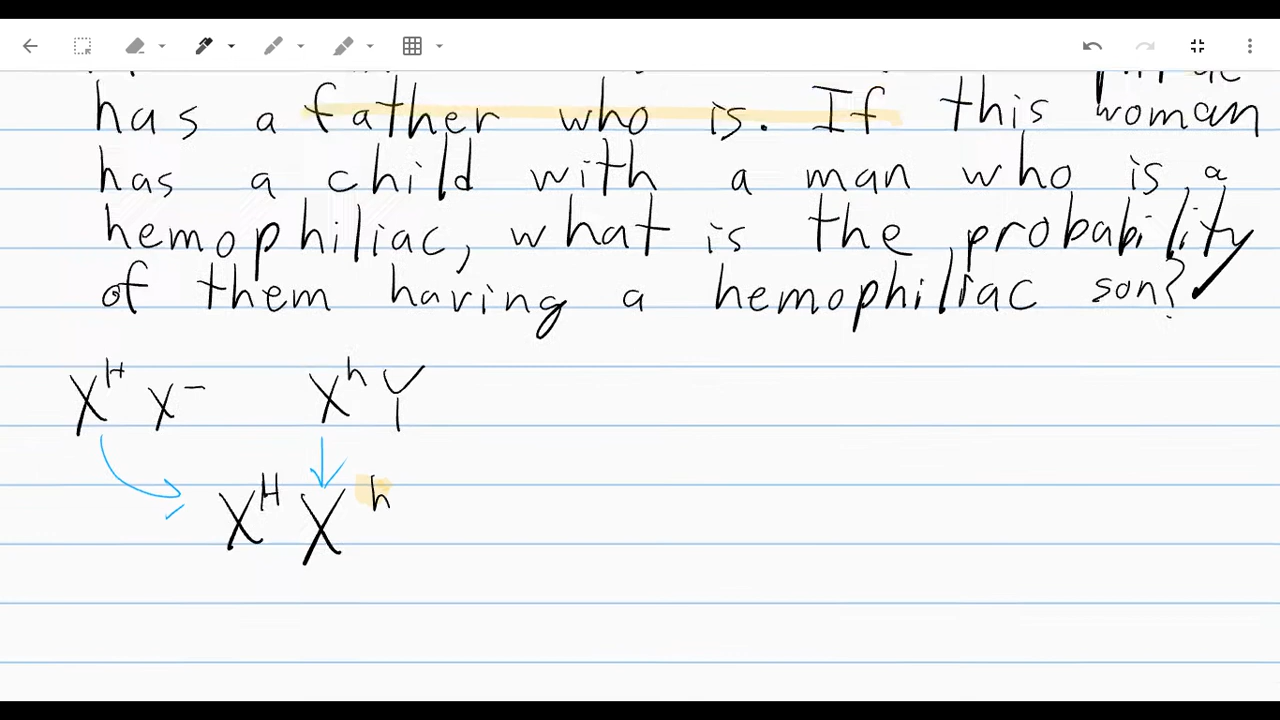 has a father who is. If this woman
has a child with a man who is a
hemophiliac, what is the probability
of them having a hemophiliac son?
X^H X^- X^h Y
X^H X^h